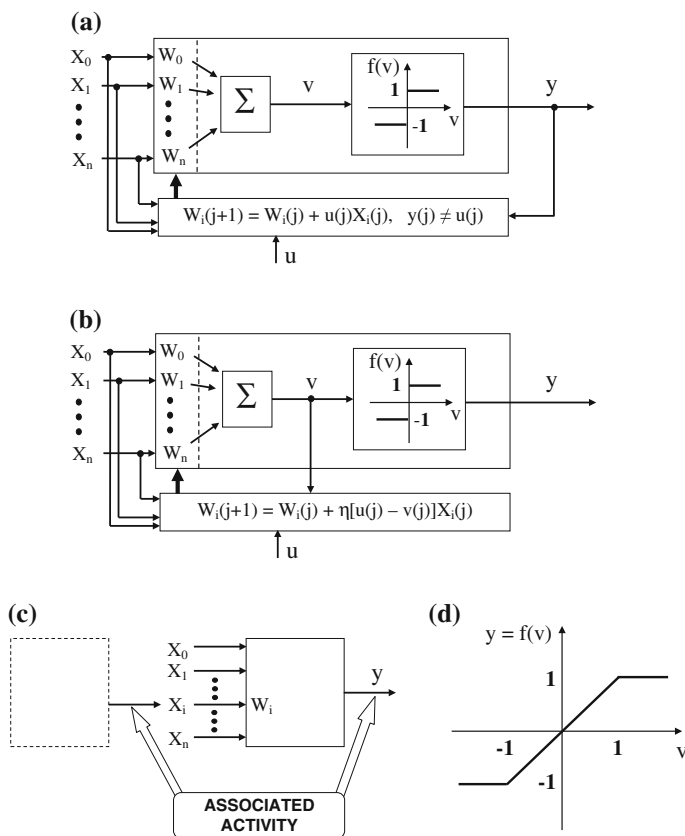 (a)
X₀
X₁
Xₙ
W₀
W₁
Wₙ
Σ
v
f(v)
1
v
-1
y
Wᵢ(j+1) = Wᵢ(j) + u(j)Xᵢ(j), y(j) ≠ u(j)
u
(b)
X₀
X₁
Xₙ
W₀
W₁
Wₙ
Σ
v
f(v)
1
v
-1
y
Wᵢ(j+1) = Wᵢ(j) + η[u(j) – v(j)]Xᵢ(j)
u
(c)
X₀
X₁
Xᵢ
Xₙ
Wᵢ
y
ASSOCIATED
ACTIVITY
(d)
y = f(v)
1
-1
1
v
-1